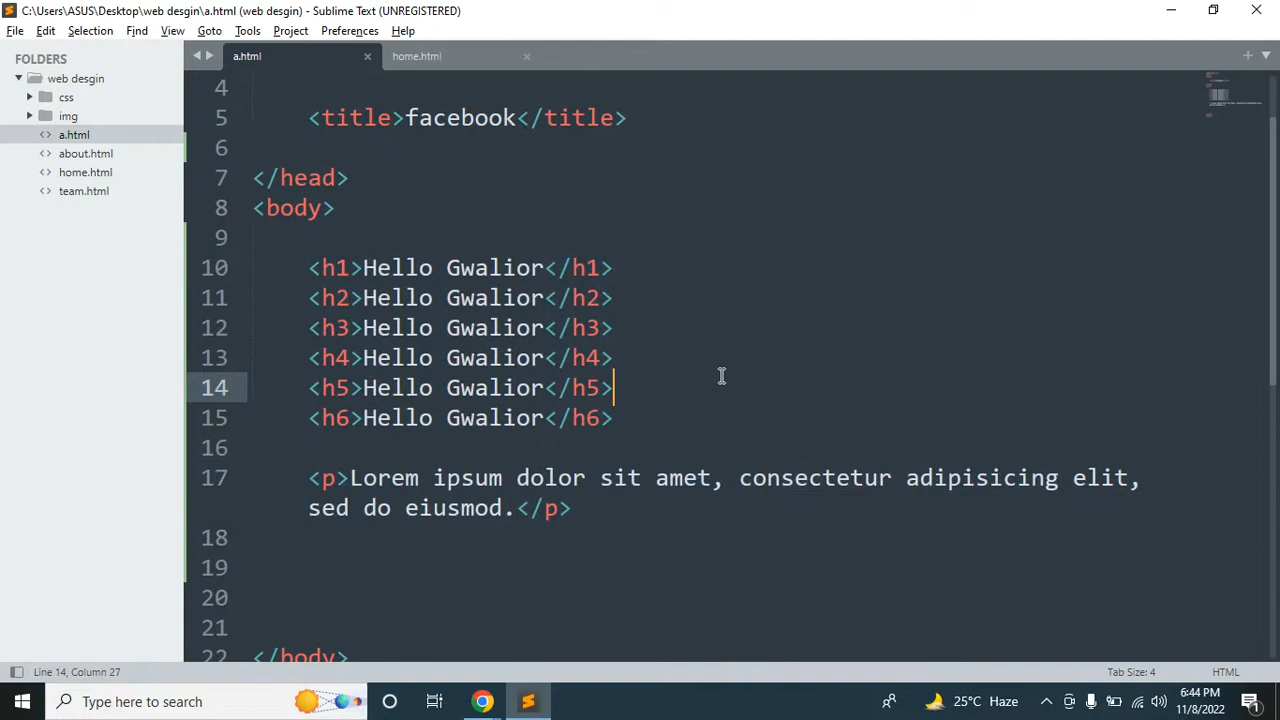 C:\Users\ASUS\Desktop\web desgin\a.html (web desgin) - Sublime Text (UNREGISTERED)
File Edit Selection Find View Goto Tools Project Preferences Help
FOLDERS
web desgin
css
img
a.html
about.html
home.html
team.html
a.html
home.html
4
5 <title>facebook</title>
6
7 </head>
8 <body>
9
10 <h1>Hello Gwalior</h1>
11 <h2>Hello Gwalior</h2>
12 <h3>Hello Gwalior</h3>
13 <h4>Hello Gwalior</h4>
14 <h5>Hello Gwalior</h5>
15 <h6>Hello Gwalior</h6>
16
17 <p>Lorem ipsum dolor sit amet, consectetur adipisicing elit,
sed do eiusmod.</p>
18
19
20
21
22 </body>
Line 14, Column 27
Tab Size: 4
HTML
Type here to search
25°C Haze
6:44 PM
11/8/2022
1